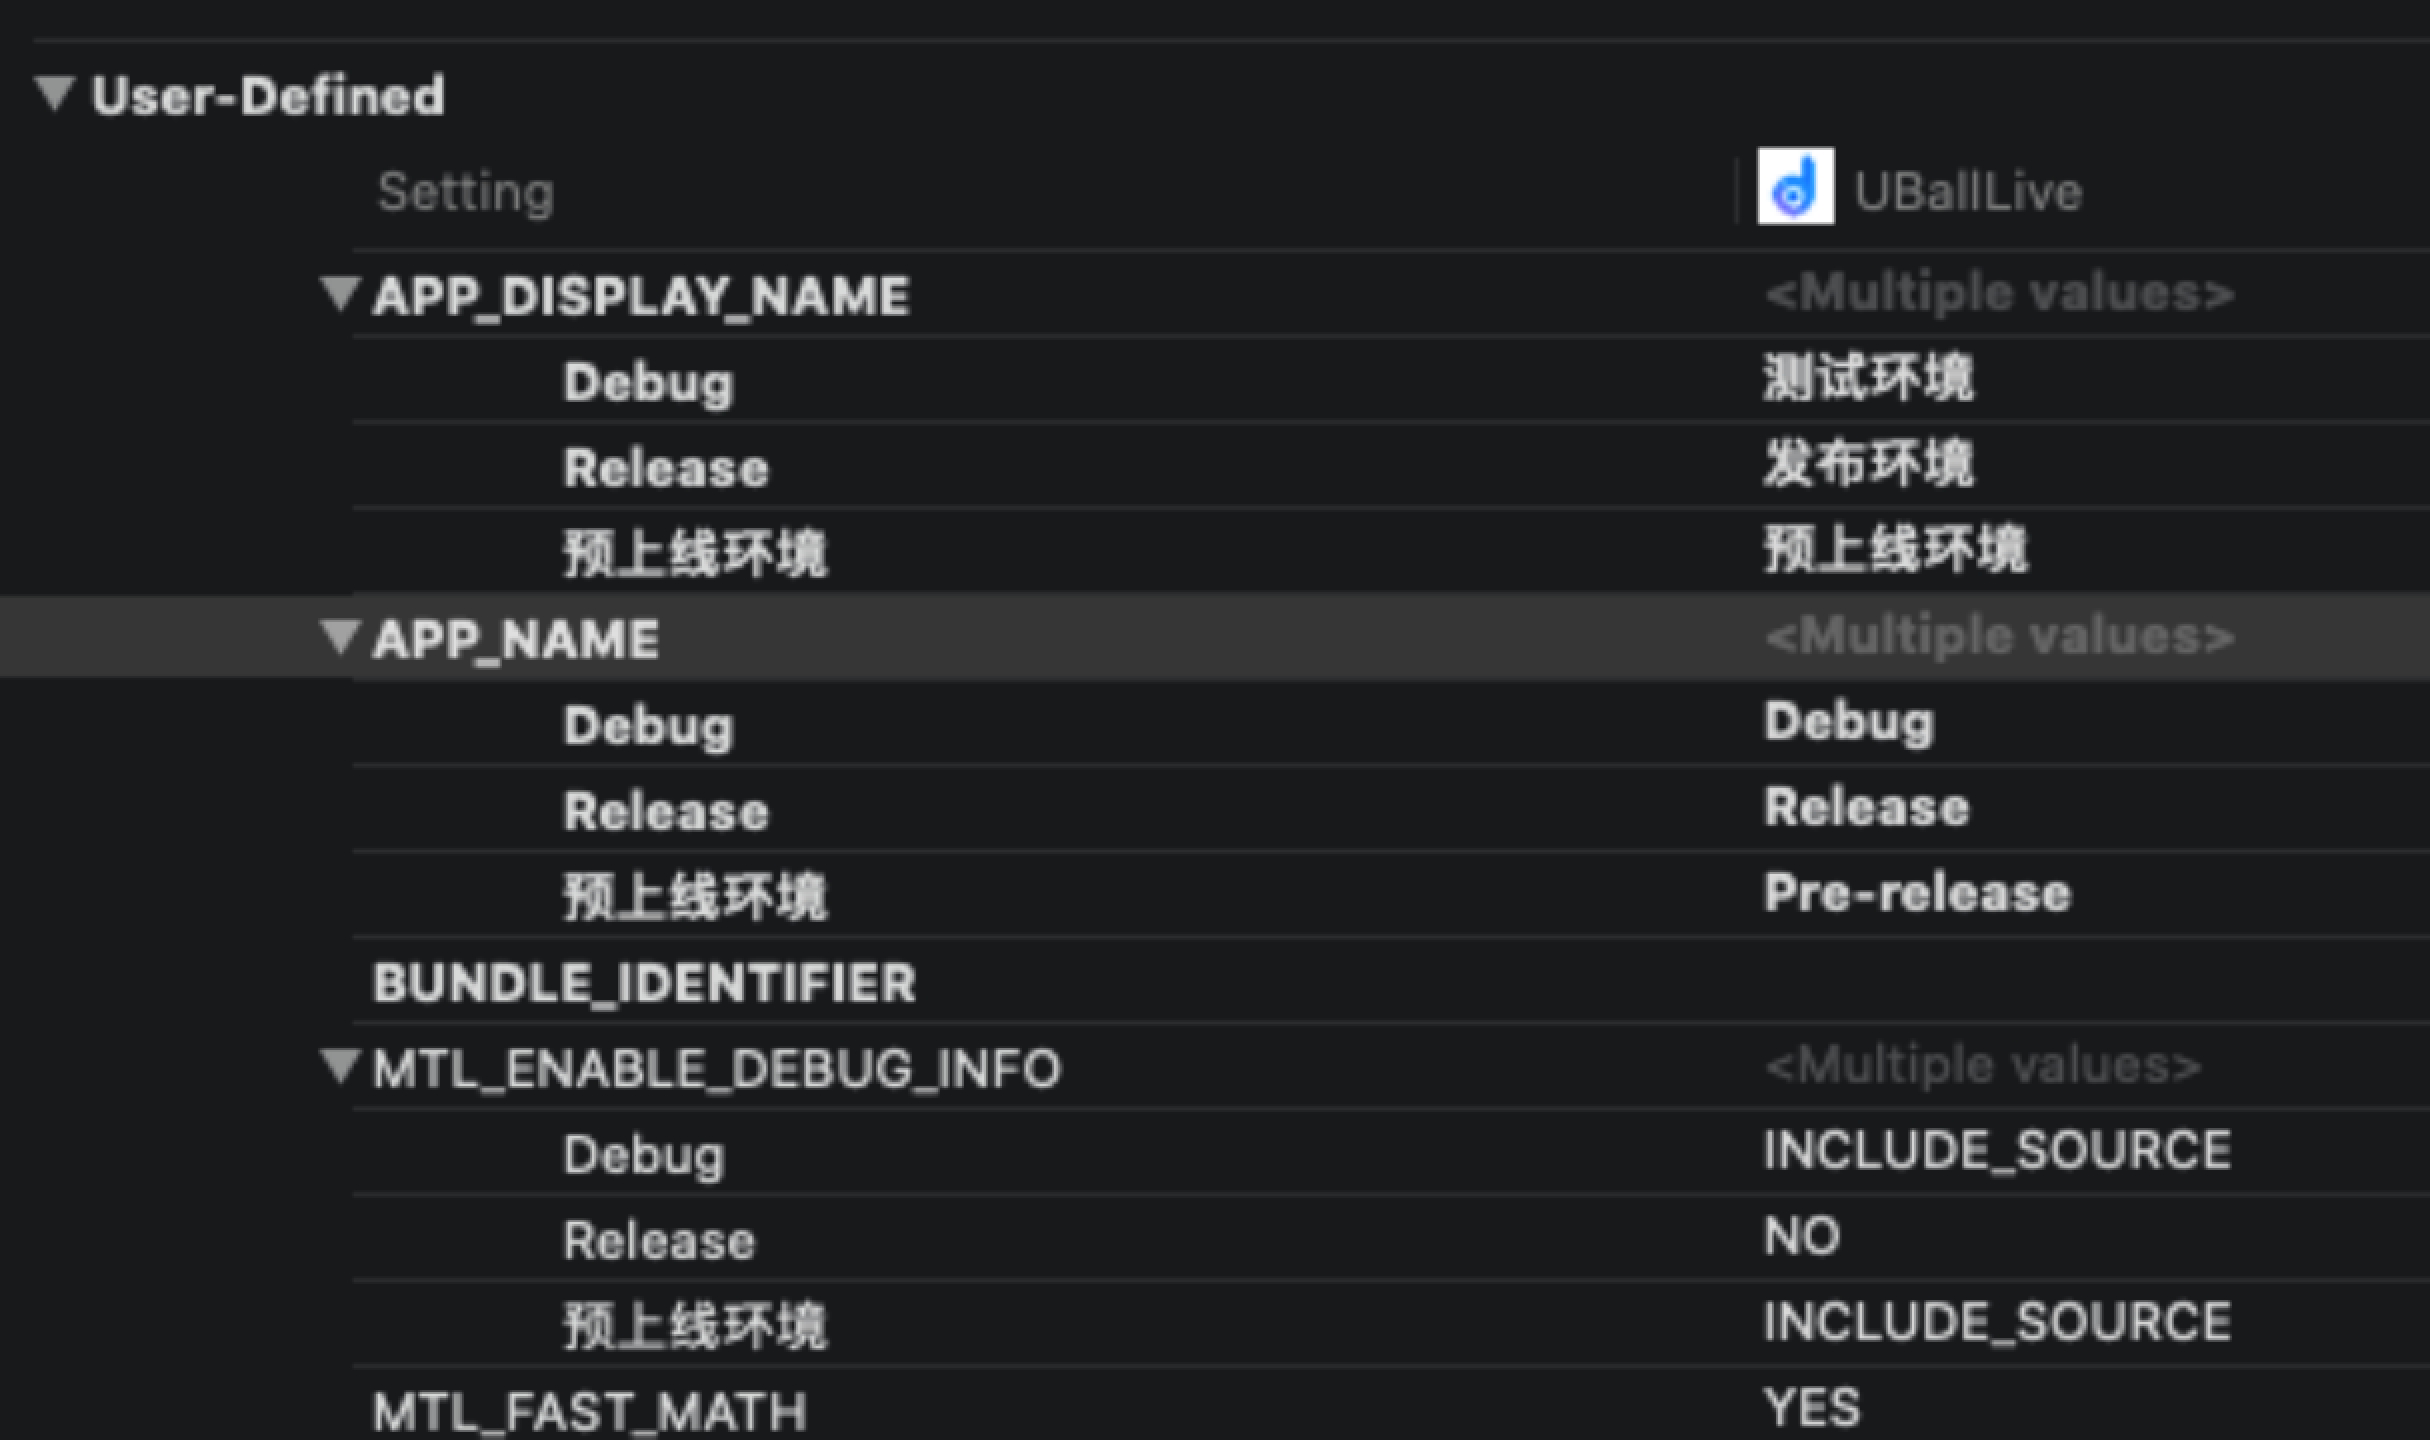 User-Defined
Setting UBallLive
APP_DISPLAY_NAME <Multiple values>
Debug 测试环境
Release 发布环境
预上线环境 预上线环境
APP_NAME <Multiple values>
Debug Debug
Release Release
预上线环境 Pre-release
BUNDLE_IDENTIFIER
MTL_ENABLE_DEBUG_INFO <Multiple values>
Debug INCLUDE_SOURCE
Release NO
预上线环境 INCLUDE_SOURCE
MTL_FAST_MATH YES